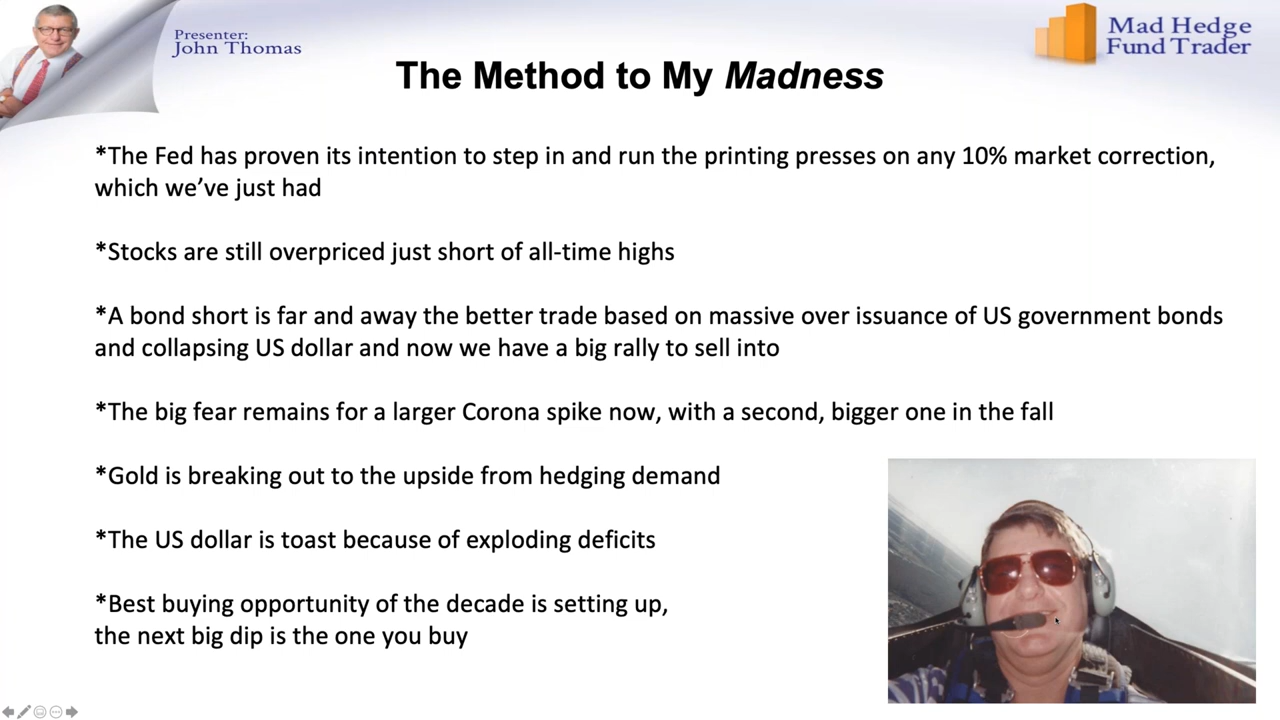 Presenter:
John Thomas
Mad Hedge
Fund Trader
The Method to My Madness
*The Fed has proven its intention to step in and run the printing presses on any 10% market correction,
which we’ve just had
*Stocks are still overpriced just short of all-time highs
*A bond short is far and away the better trade based on massive over issuance of US government bonds
and collapsing US dollar and now we have a big rally to sell into
*The big fear remains for a larger Corona spike now, with a second, bigger one in the fall
*Gold is breaking out to the upside from hedging demand
*The US dollar is toast because of exploding deficits
*Best buying opportunity of the decade is setting up,
the next big dip is the one you buy